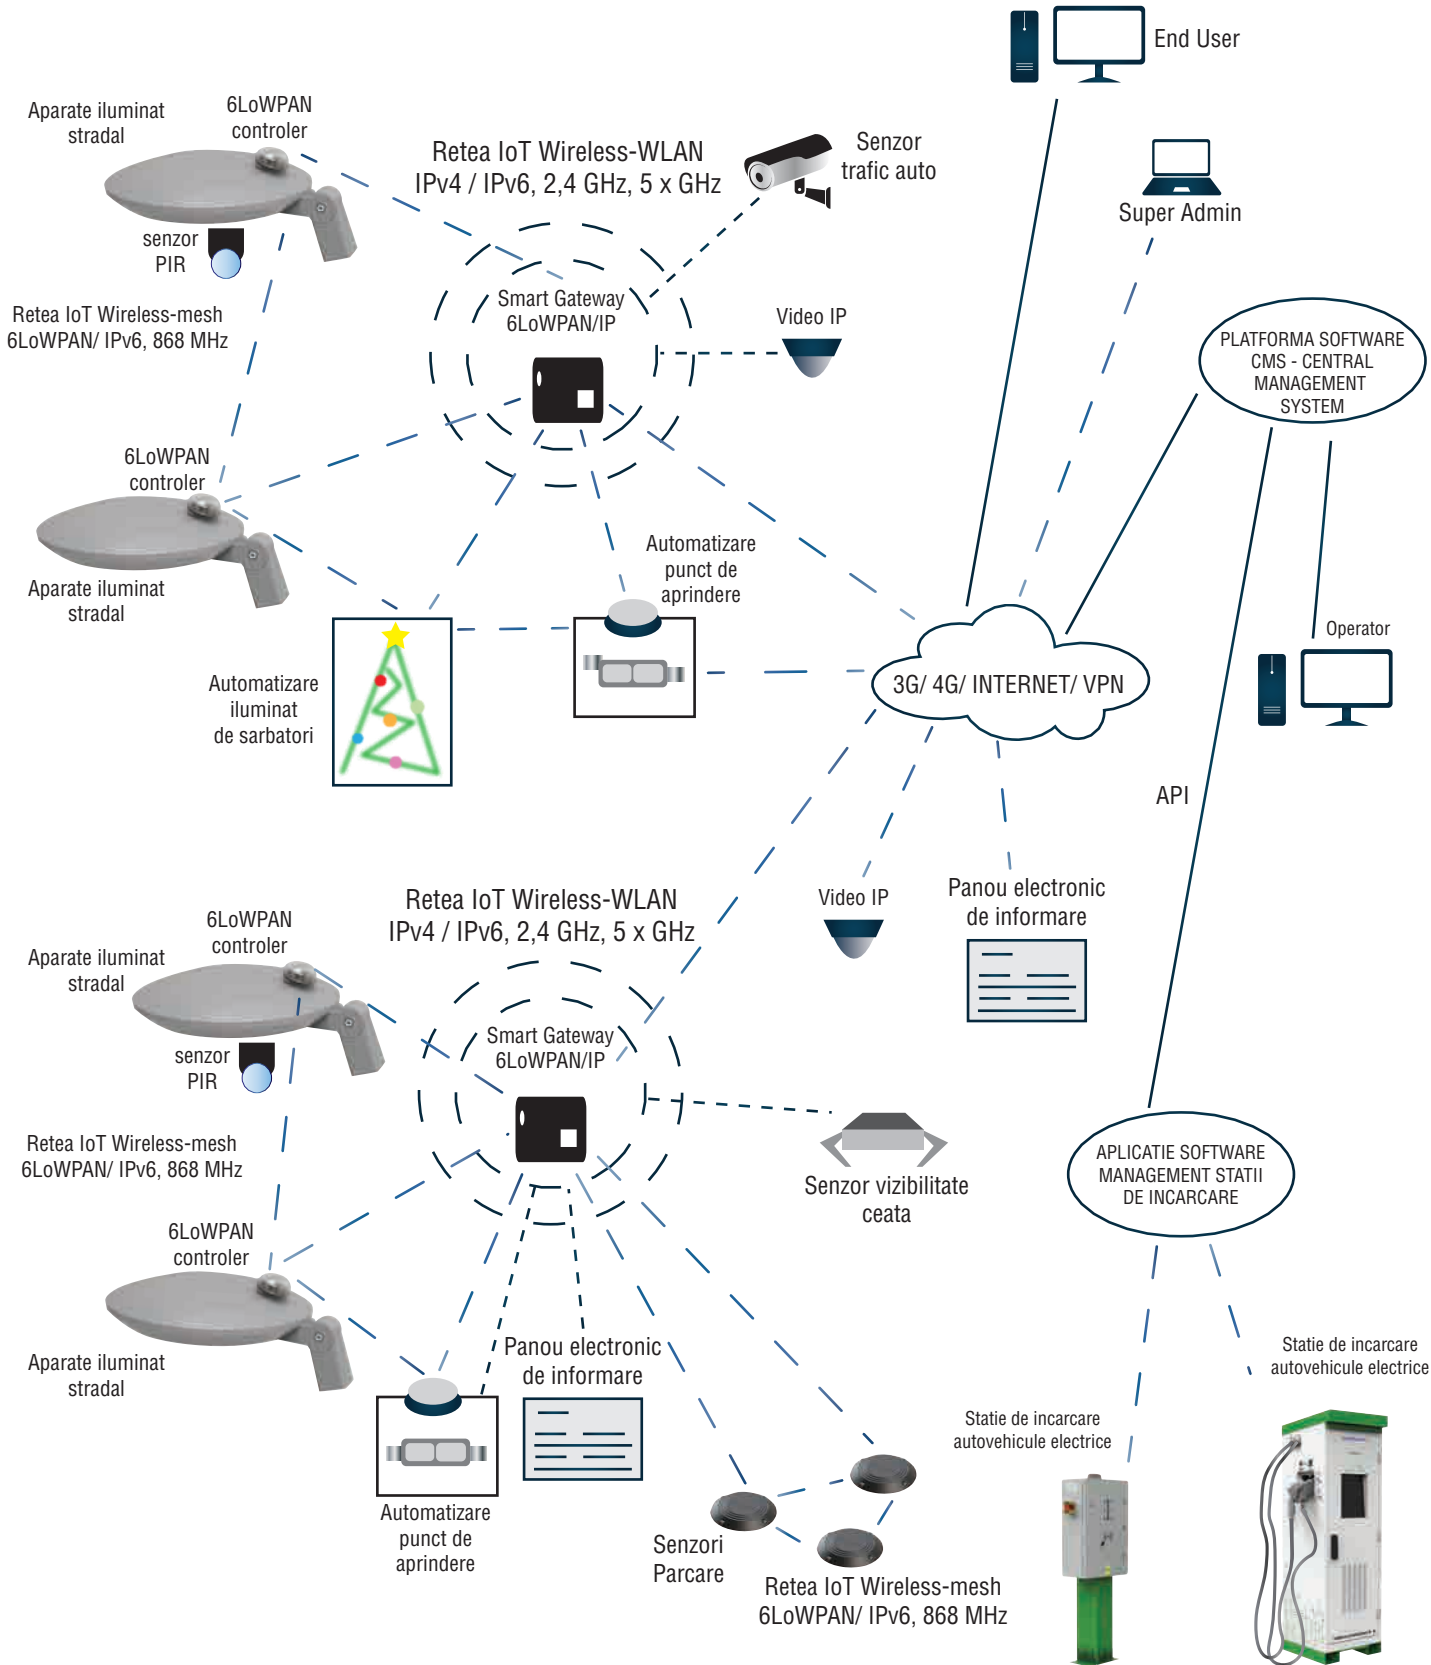 End User
Aparate iluminat
stradal
6LoWPAN
controler
Retea IoT Wireless-WLAN
IPv4 / IPv6, 2,4 GHz, 5 x GHz
Senzor
trafic auto
Super Admin
senzor
PIR
Retea IoT Wireless-mesh
6LoWPAN/ IPv6, 868 MHz
Smart Gateway
6LoWPAN/IP
Video IP
PLATFORMA SOFTWARE
CMS - CENTRAL
MANAGEMENT
SYSTEM
6LoWPAN
controler
Aparate iluminat
stradal
Automatizare
punct de
aprindere
Operator
Automatizare
iluminat
de sarbatori
3G/ 4G/ INTERNET/ VPN
API
Retea IoT Wireless-WLAN
IPv4 / IPv6, 2,4 GHz, 5 x GHz
Video IP
Panou electronic
de informare
6LoWPAN
controler
Aparate iluminat
stradal
senzor
PIR
Smart Gateway
6LoWPAN/IP
Retea IoT Wireless-mesh
6LoWPAN/ IPv6, 868 MHz
Senzor vizibilitate
ceata
APLICATIE SOFTWARE
MANAGEMENT STATII
DE INCARCARE
6LoWPAN
controler
Aparate iluminat
stradal
Panou electronic
de informare
Statie de incarcare
autovehicule electrice
Statie de incarcare
autovehicule electrice
Automatizare
punct de
aprindere
Senzori
Parcare
Retea IoT Wireless-mesh
6LoWPAN/ IPv6, 868 MHz